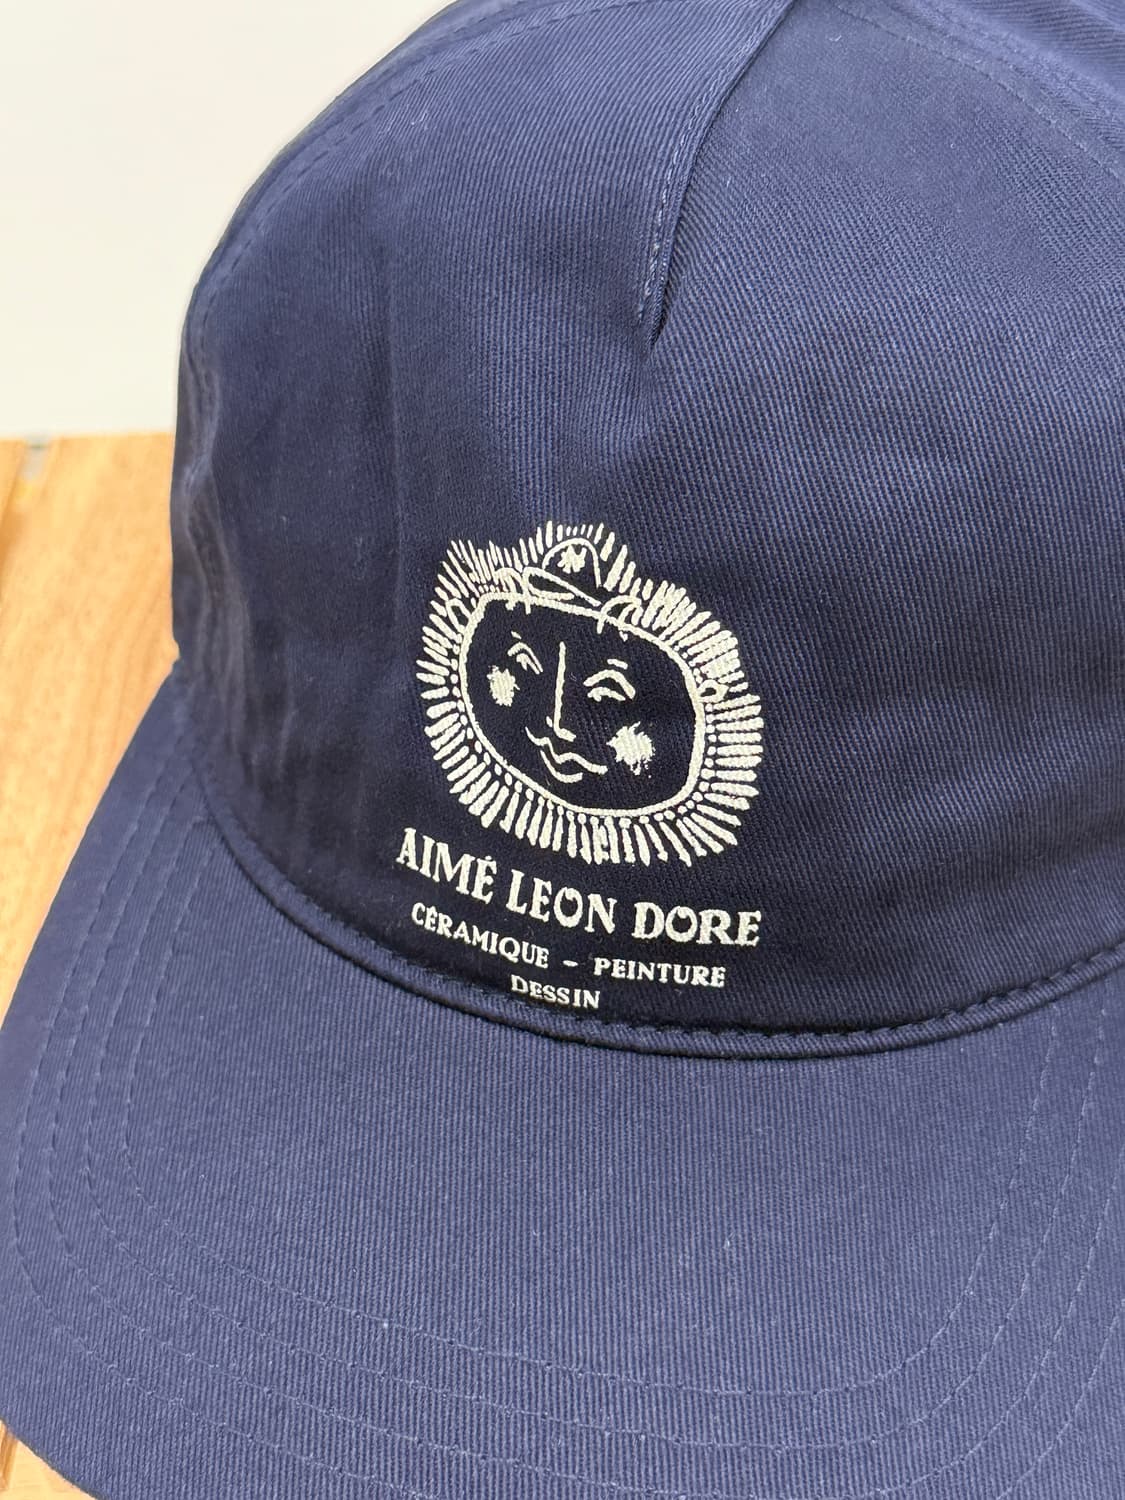 AIMÉ LEON DORE
CÉRAMIQUE - PEINTURE
DESSIN